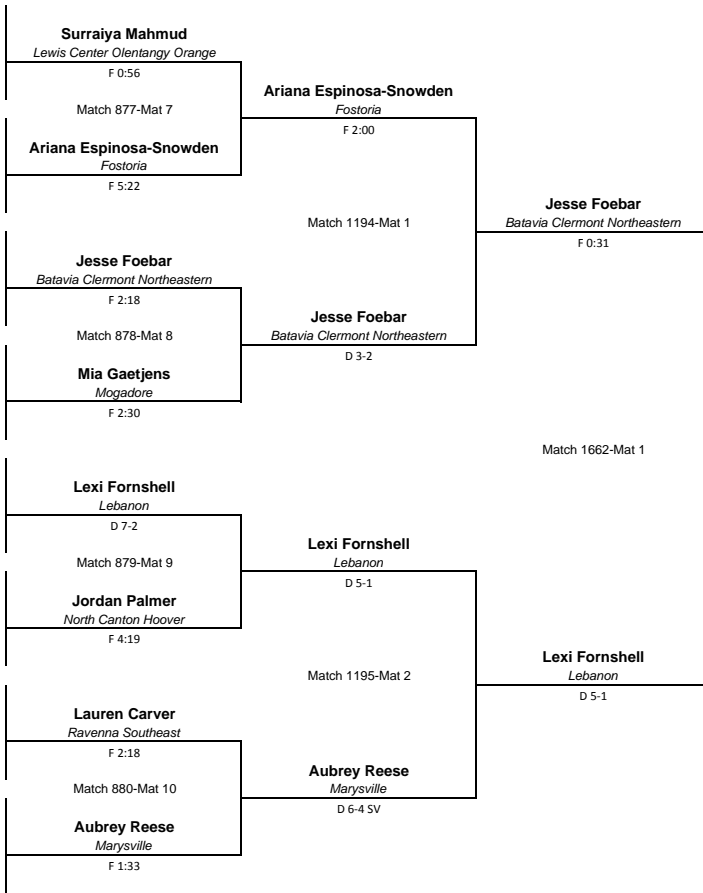 Surraiya Mahmud
Lewis Center Olentangy Orange
F 0:56
Match 877-Mat 7
Ariana Espinosa-Snowden
Fostoria
F 5:22
Jesse Foebar
Batavia Clermont Northeastern
F 2:18
Match 878-Mat 8
Mia Gaetjens
Mogadore
F 2:30
Lexi Fornshell
Lebanon
D 7-2
Match 879-Mat 9
Jordan Palmer
North Canton Hoover
F 4:19
Lauren Carver
Ravenna Southeast
F 2:18
Match 880-Mat 10
Aubrey Reese
Marysville
F 1:33
Ariana Espinosa-Snowden
Fostoria
F 2:00
Match 1194-Mat 1
Jesse Foebar
Batavia Clermont Northeastern
D 3-2
Lexi Fornshell
Lebanon
D 5-1
Match 1195-Mat 2
Aubrey Reese
Marysville
D 6-4 SV
Jesse Foebar
Batavia Clermont Northeastern
F 0:31
Match 1662-Mat 1
Lexi Fornshell
Lebanon
D 5-1